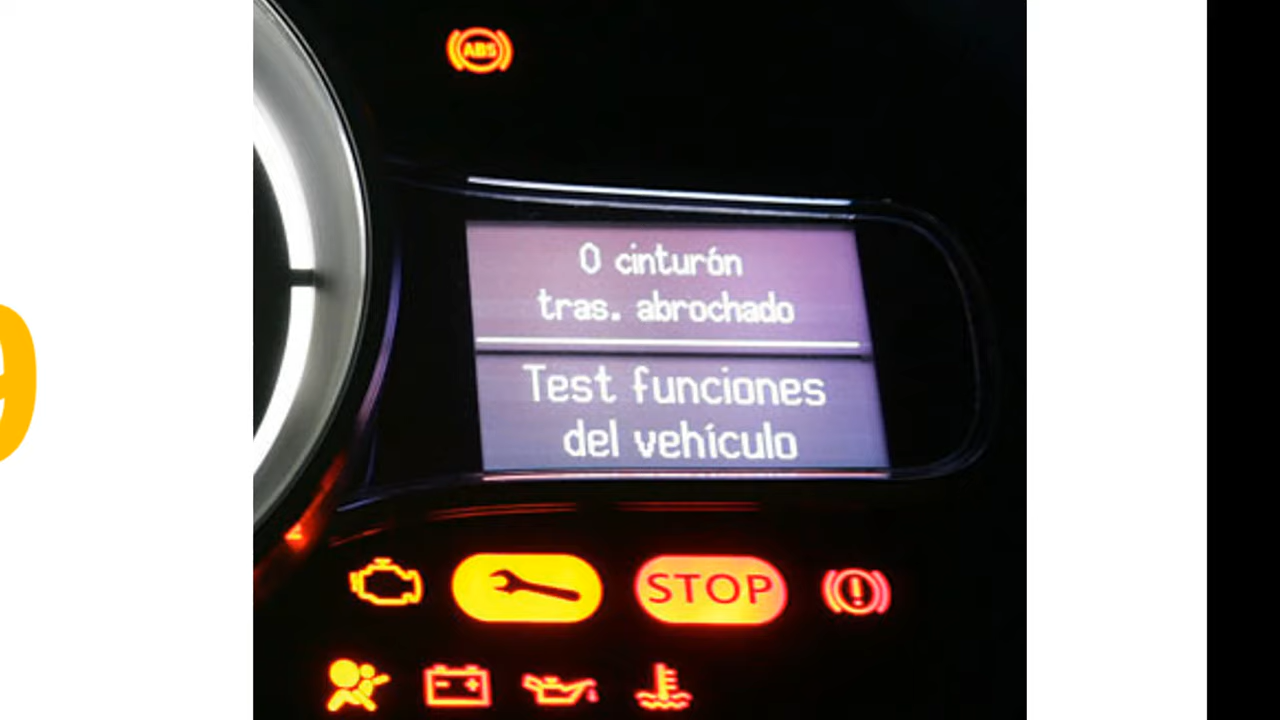 ABS
0 cinturón
tras. abrochado
Test funciones
del vehículo
STOP